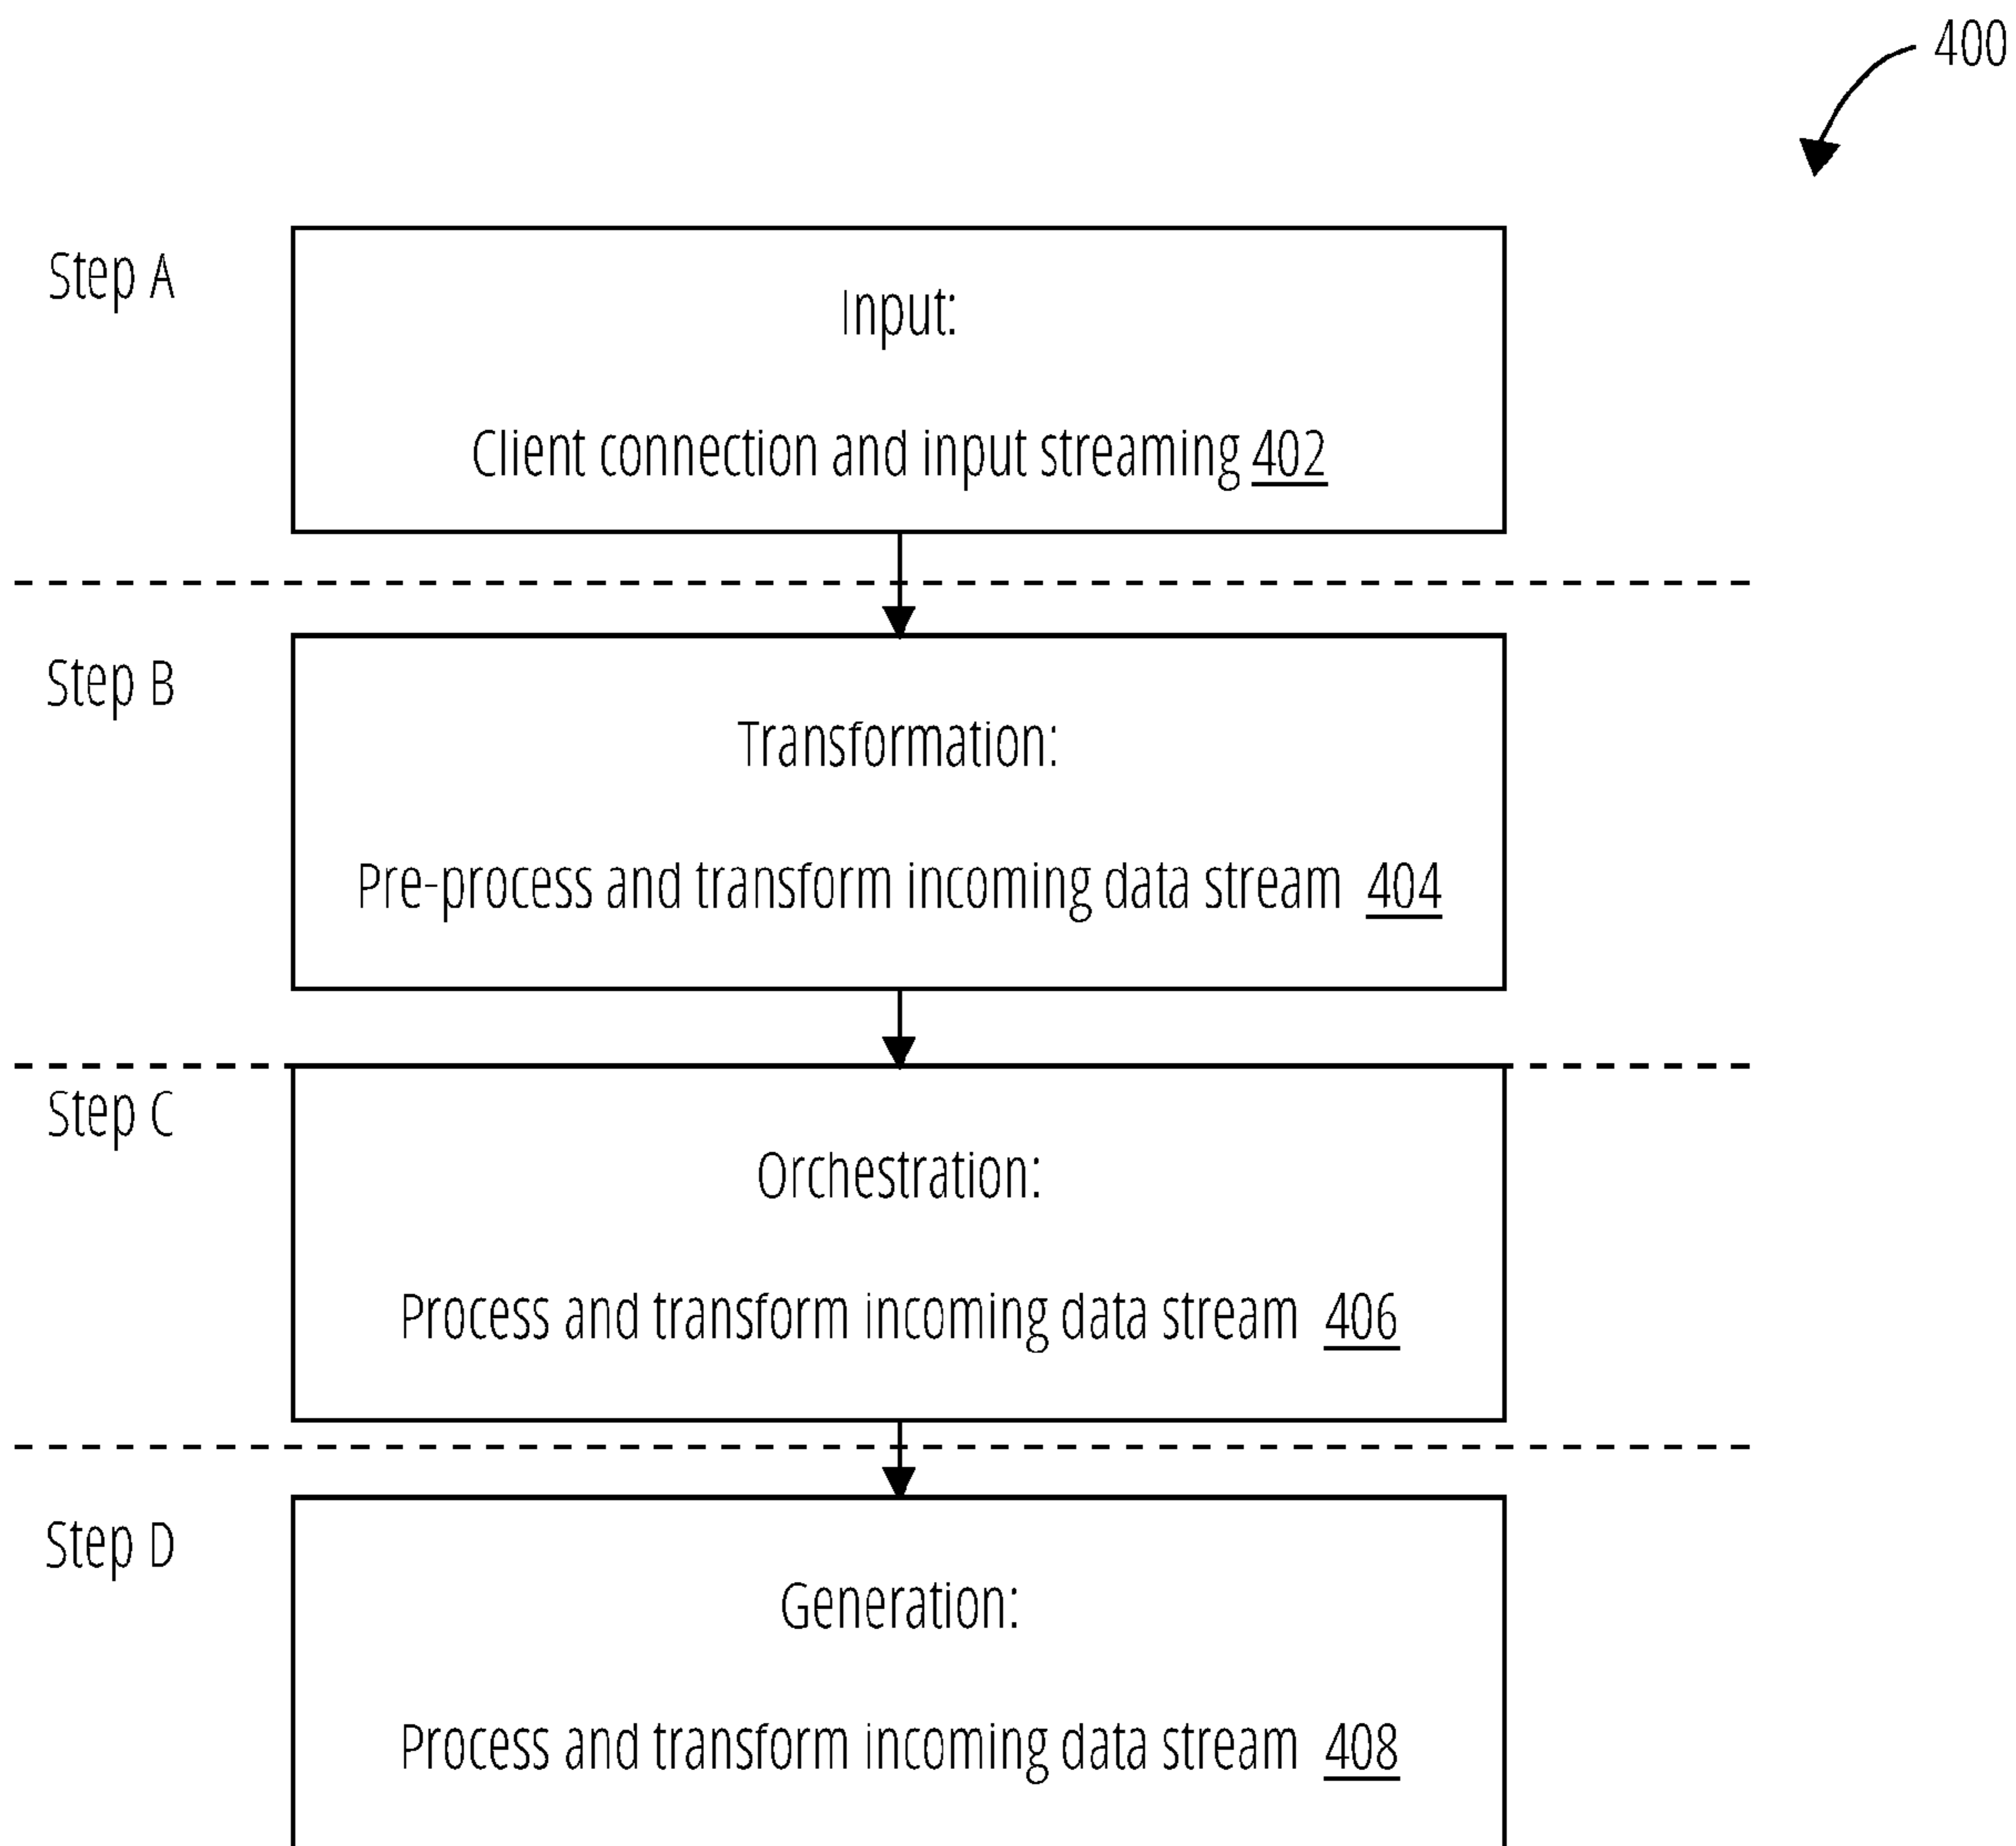 400
Step A
Input:
Client connection and input streaming 402
Step B
Transformation:
Pre-process and transform incoming data stream 404
Step C
Orchestration:
Process and transform incoming data stream 406
Step D
Generation:
Process and transform incoming data stream 408